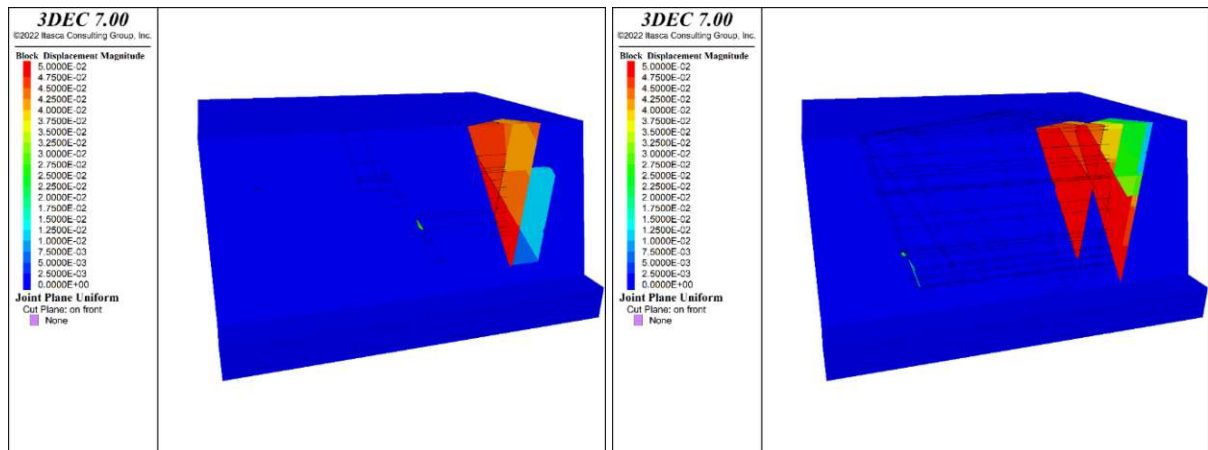 3DEC 7.00
©2022 Itasca Consulting Group, Inc.
Block Displacement Magnitude
5.0000E-02
4.7500E-02
4.5000E-02
4.2500E-02
4.0000E-02
3.7500E-02
3.5000E-02
3.2500E-02
3.0000E-02
2.7500E-02
2.5000E-02
2.2500E-02
2.0000E-02
1.7500E-02
1.5000E-02
1.2500E-02
1.0000E-02
7.5000E-03
5.0000E-03
2.5000E-03
0.0000E+00
Joint Plane Uniform
Cut Plane: on front
None
3DEC 7.00
©2022 Itasca Consulting Group, Inc.
Block Displacement Magnitude
5.0000E-02
4.7500E-02
4.5000E-02
4.2500E-02
4.0000E-02
3.7500E-02
3.5000E-02
3.2500E-02
3.0000E-02
2.7500E-02
2.5000E-02
2.2500E-02
2.0000E-02
1.7500E-02
1.5000E-02
1.2500E-02
1.0000E-02
7.5000E-03
5.0000E-03
2.5000E-03
0.0000E+00
Joint Plane Uniform
Cut Plane: on front
None